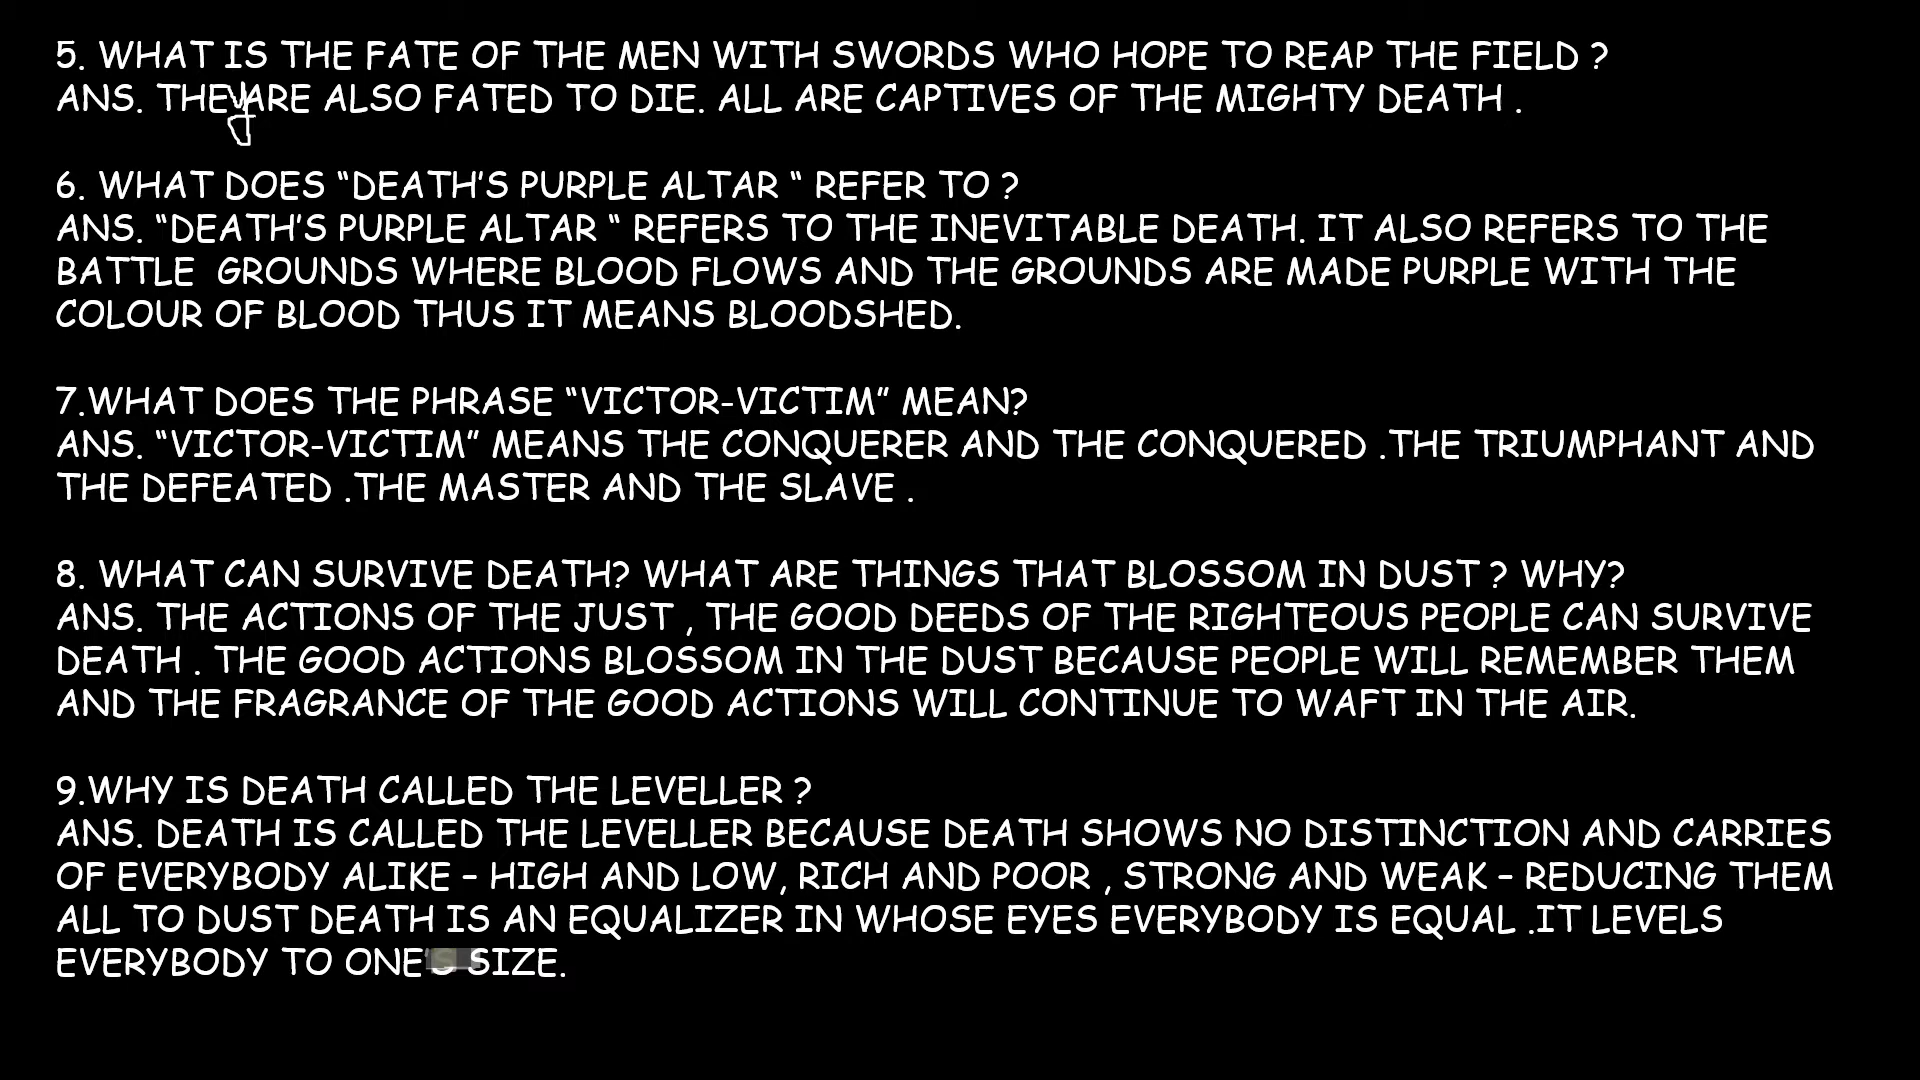 5. WHAT IS THE FATE OF THE MEN WITH SWORDS WHO HOPE TO REAP THE FIELD ?
ANS. THEY ARE ALSO FATED TO DIE. ALL ARE CAPTIVES OF THE MIGHTY DEATH .
6. WHAT DOES “DEATH’S PURPLE ALTAR “ REFER TO ?
ANS. “DEATH’S PURPLE ALTAR “ REFERS TO THE INEVITABLE DEATH. IT ALSO REFERS TO THE
BATTLE  GROUNDS WHERE BLOOD FLOWS AND THE GROUNDS ARE MADE PURPLE WITH THE
COLOUR OF BLOOD THUS IT MEANS BLOODSHED.
7.WHAT DOES THE PHRASE “VICTOR-VICTIM” MEAN?
ANS. “VICTOR-VICTIM” MEANS THE CONQUERER AND THE CONQUERED .THE TRIUMPHANT AND
THE DEFEATED .THE MASTER AND THE SLAVE .
8. WHAT CAN SURVIVE DEATH? WHAT ARE THINGS THAT BLOSSOM IN DUST ? WHY?
ANS. THE ACTIONS OF THE JUST , THE GOOD DEEDS OF THE RIGHTEOUS PEOPLE CAN SURVIVE
DEATH . THE GOOD ACTIONS BLOSSOM IN THE DUST BECAUSE PEOPLE WILL REMEMBER THEM
AND THE FRAGRANCE OF THE GOOD ACTIONS WILL CONTINUE TO WAFT IN THE AIR.
9.WHY IS DEATH CALLED THE LEVELLER ?
ANS. DEATH IS CALLED THE LEVELLER BECAUSE DEATH SHOWS NO DISTINCTION AND CARRIES
OF EVERYBODY ALIKE – HIGH AND LOW, RICH AND POOR , STRONG AND WEAK – REDUCING THEM
ALL TO DUST DEATH IS AN EQUALIZER IN WHOSE EYES EVERYBODY IS EQUAL .IT LEVELS
EVERYBODY TO ONE’S SIZE.